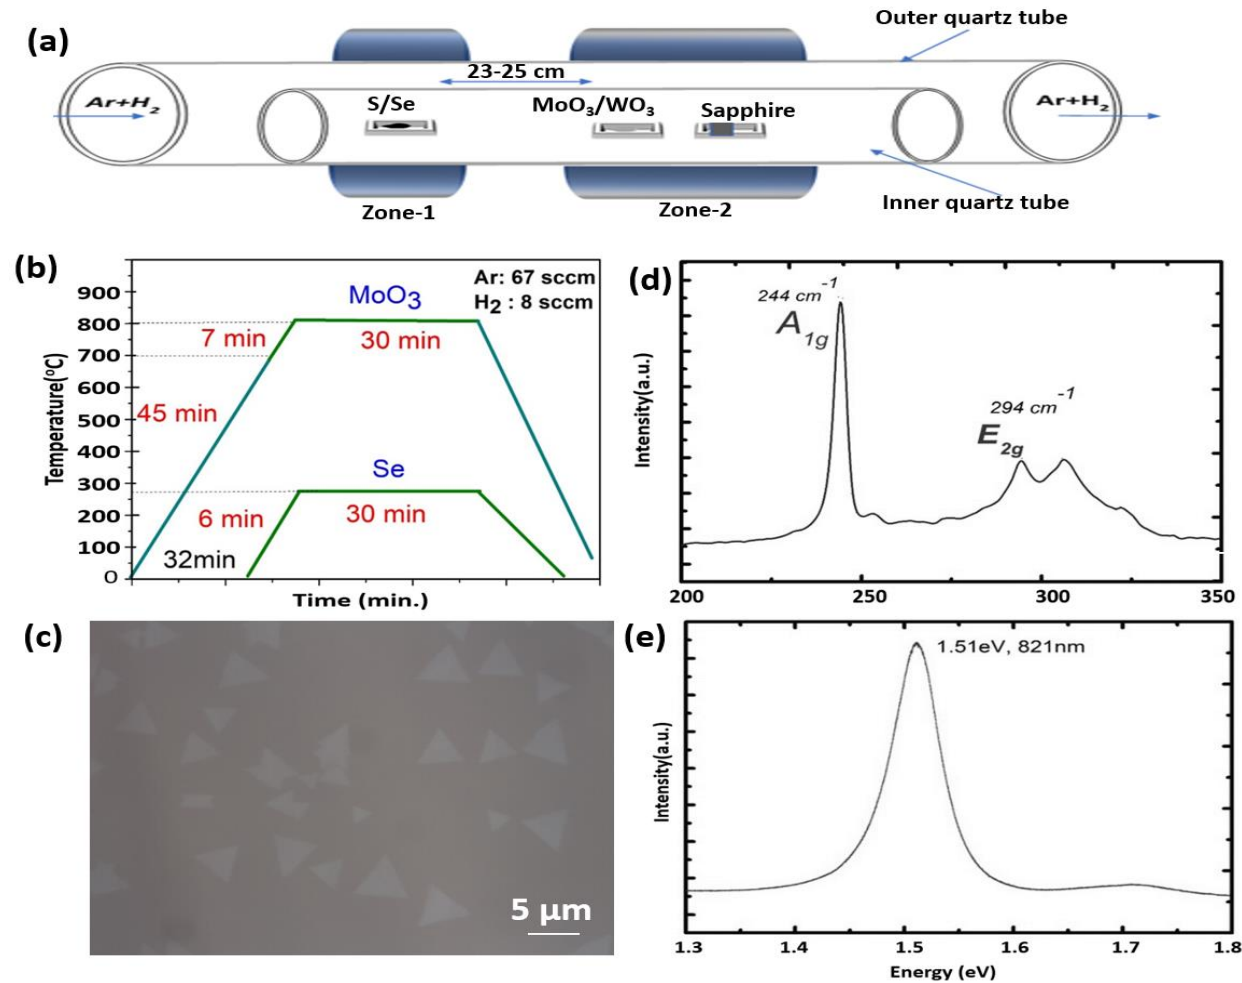 (a)
Outer quartz tube
Ar+H₂
23-25 cm
S/Se
MoO₃/WO₃
Sapphire
Ar+H₂
Inner quartz tube
Zone-1
Zone-2
(b)
Ar: 67 sccm
H₂ : 8 sccm
MoO₃
7 min
30 min
45 min
Se
6 min
30 min
32min
900
800
700
600
500
400
300
200
100
0
Temperature(⁰C)
Time (min.)
(d)
244 cm⁻¹
A₁g
294 cm⁻¹
E₂g
Intensity(a.u.)
200
250
300
350
(c)
5 µm
(e)
1.51eV, 821nm
Intensity(a.u.)
1.3
1.4
1.5
1.6
1.7
1.8
Energy (eV)